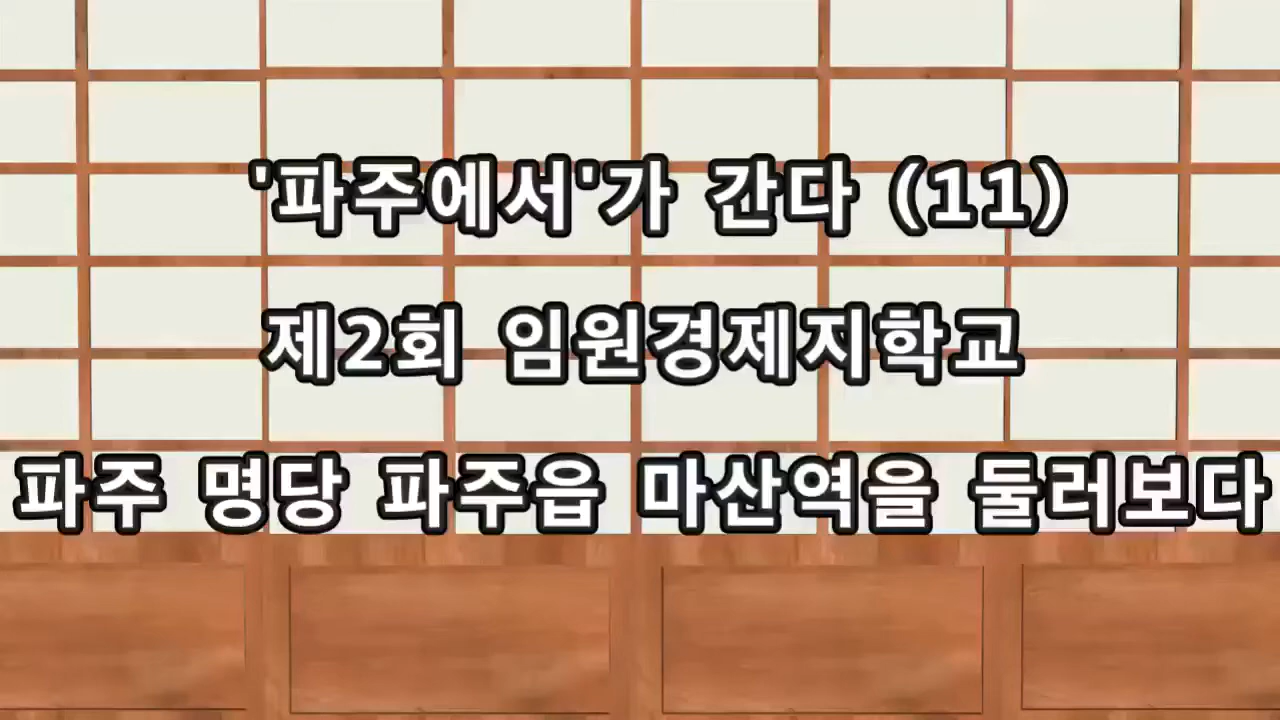 '파주에서'가 간다 (11)
제2회 임원경제지학교
파주 명당 파주읍 마산역을 둘러보다